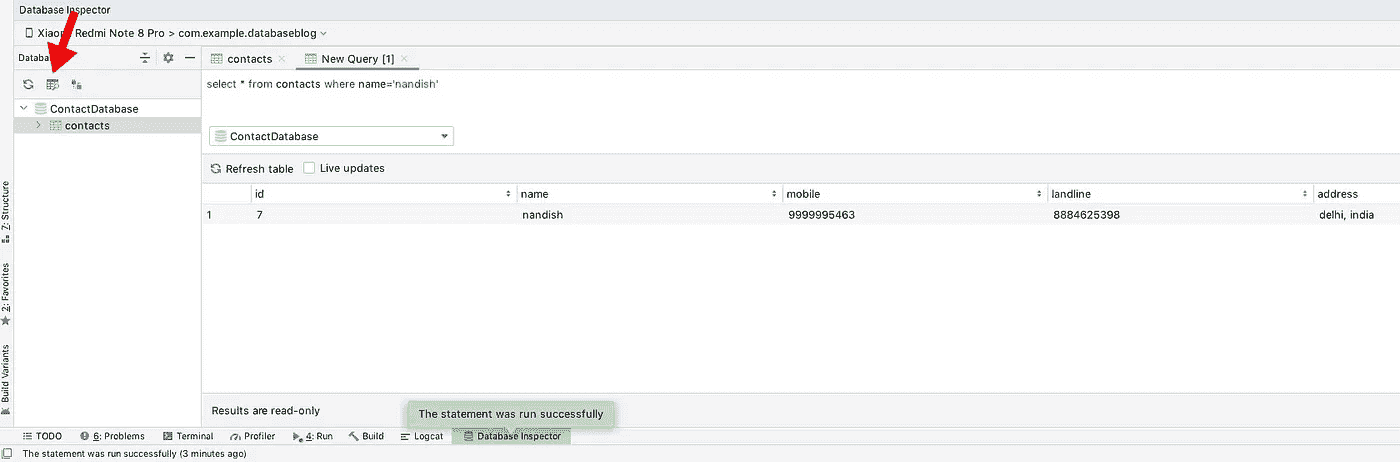 Database Inspector
Xiaom Redmi Note 8 Pro > com.example.databaseblog
Databa
contacts
New Query [1]
select * from contacts where name='nandish'
ContactDatabase
contacts
ContactDatabase
Refresh table
Live updates
id name mobile landline address
1 7 nandish 9999995463 8884625398 delhi, india
7: Structure
2: Favorites
Build Variants
Results are read-only
The statement was run successfully
TODO 6: Problems Terminal Profiler 4: Run Build Logcat Database Inspector
The statement was run successfully (3 minutes ago)